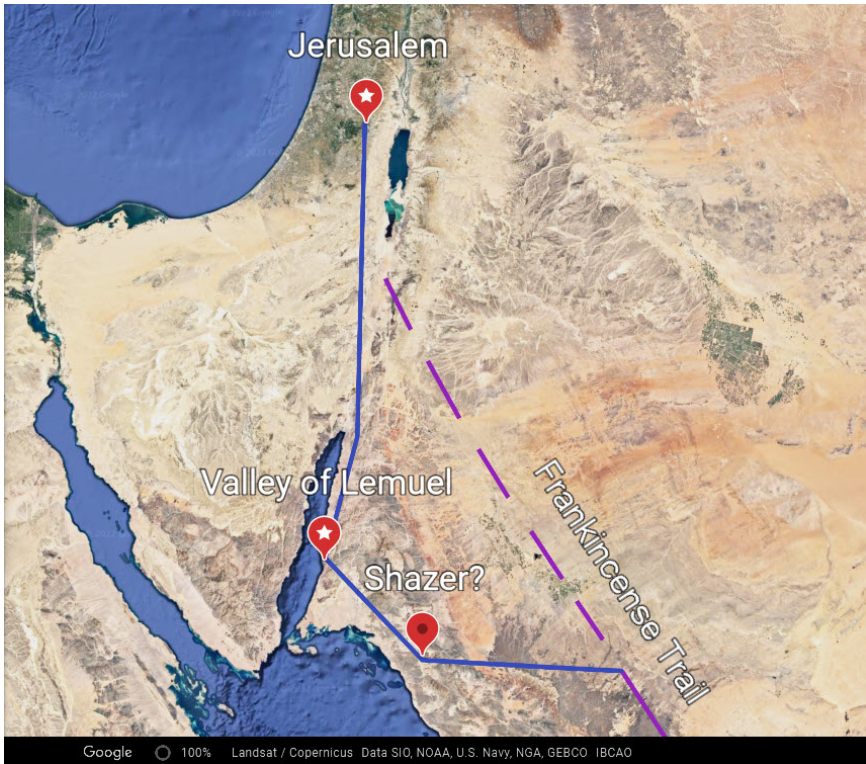 Jerusalem
Valley of Lemuel
Shazer?
Frankincense Trail
Google 100% Landsat / Copernicus Data SIO, NOAA, U.S. Navy, NGA, GEBCO IBCAO